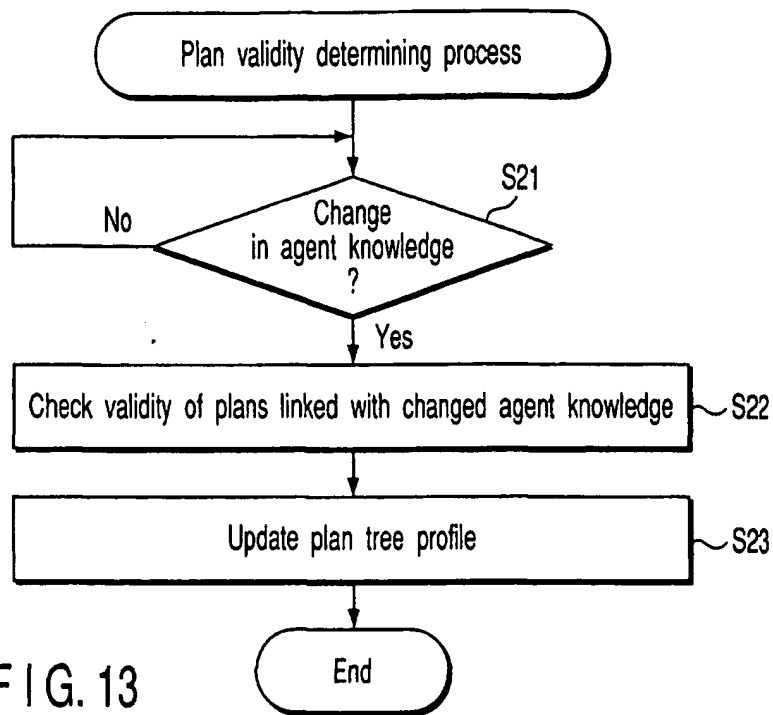 Plan validity determining process
S21
Change
in agent knowledge
?
No
Yes
Check validity of plans linked with changed agent knowledge
S22
Update plan tree profile
S23
End
FIG. 13